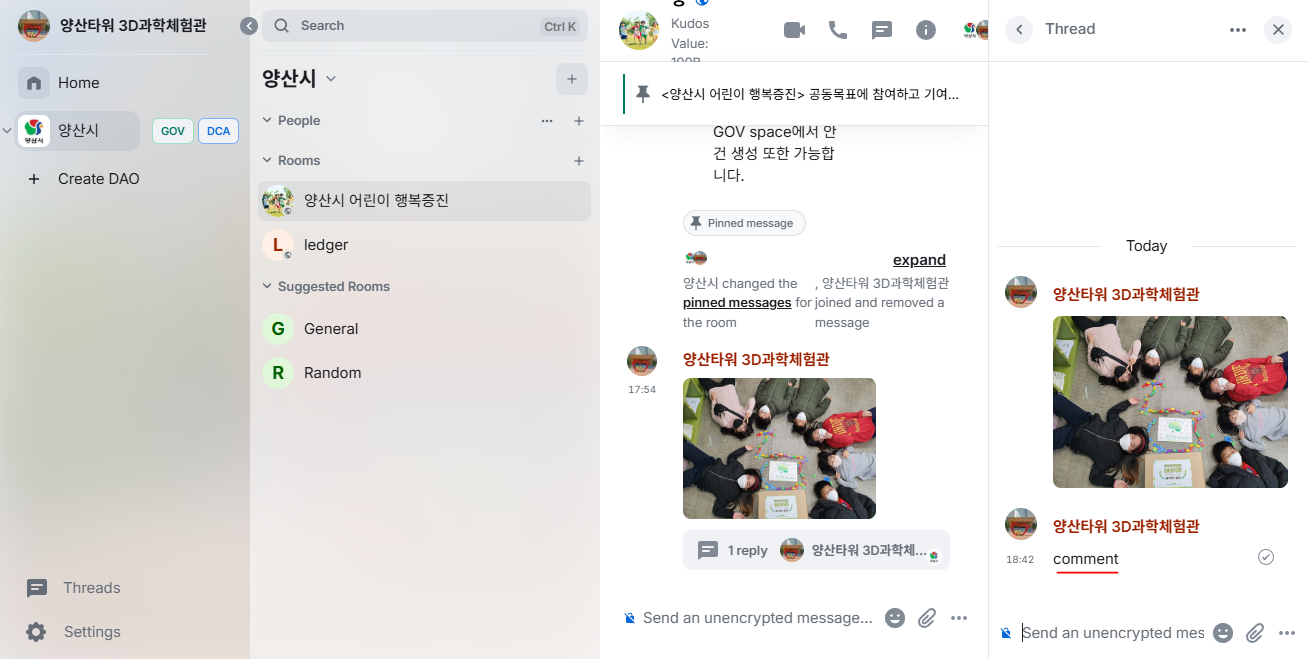 양산타워 3D과학체험관
Home
양산시
GOV
DCA
Create DAO
Threads
Settings
Search
Ctrl K
양산시
People
Rooms
양산시 어린이 행복증진
L
ledger
Suggested Rooms
G
General
R
Random
Kudos
Value:
<양산시 어린이 행복증진> 공동목표에 참여하고 기여...
GOV space에서 안
건 생성 또한 가능합
니다.
Pinned message
expand
양산시 changed the
pinned messages for
the room
, 양산타워 3D과학체험관
joined and removed a
message
양산타워 3D과학체험관
17:54
1 reply
양산타워 3D과학체...
Send an unencrypted message...
Thread
Today
양산타워 3D과학체험관
양산타워 3D과학체험관
18:42
comment
Send an unencrypted mes